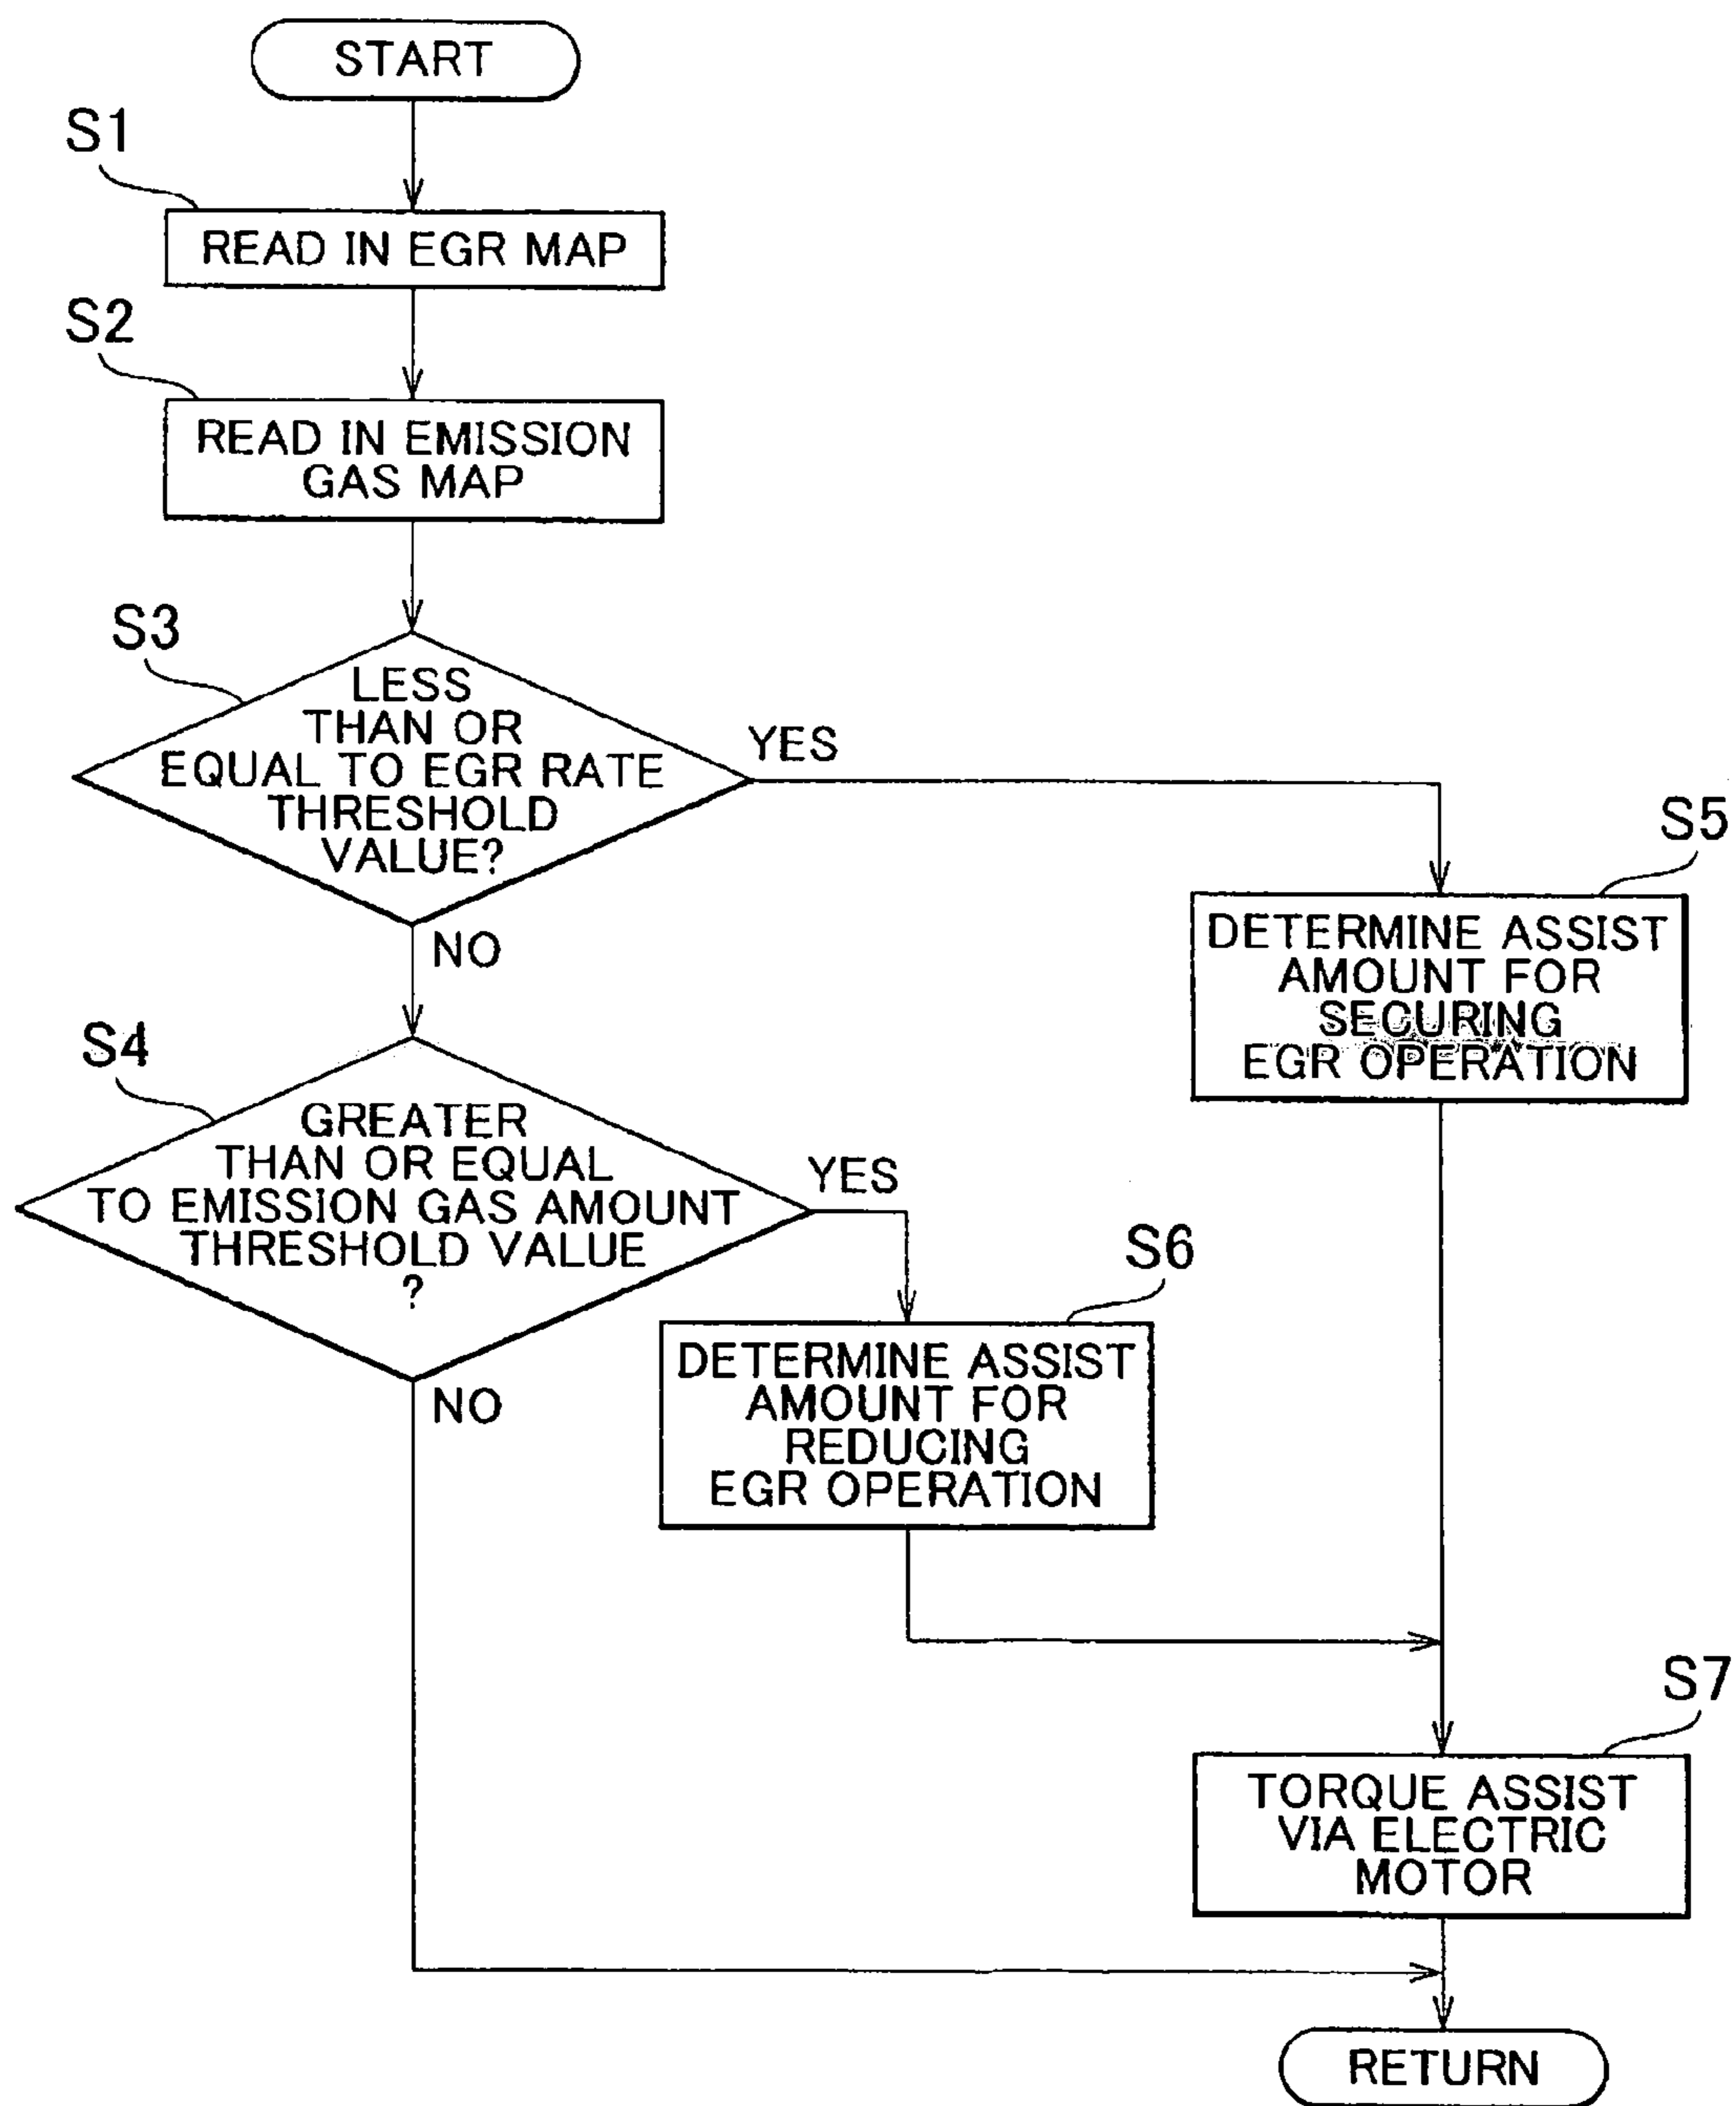 START
S1
READ IN EGR MAP
S2
READ IN EMISSION
GAS MAP
S3
LESS
THAN OR
EQUAL TO EGR RATE
THRESHOLD
VALUE?
YES
NO
S5
DETERMINE ASSIST
AMOUNT FOR
SECURING
EGR OPERATION
S4
GREATER
THAN OR EQUAL
TO EMISSION GAS AMOUNT
THRESHOLD VALUE
?
YES
NO
S6
DETERMINE ASSIST
AMOUNT FOR
REDUCING
EGR OPERATION
S7
TORQUE ASSIST
VIA ELECTRIC
MOTOR
RETURN